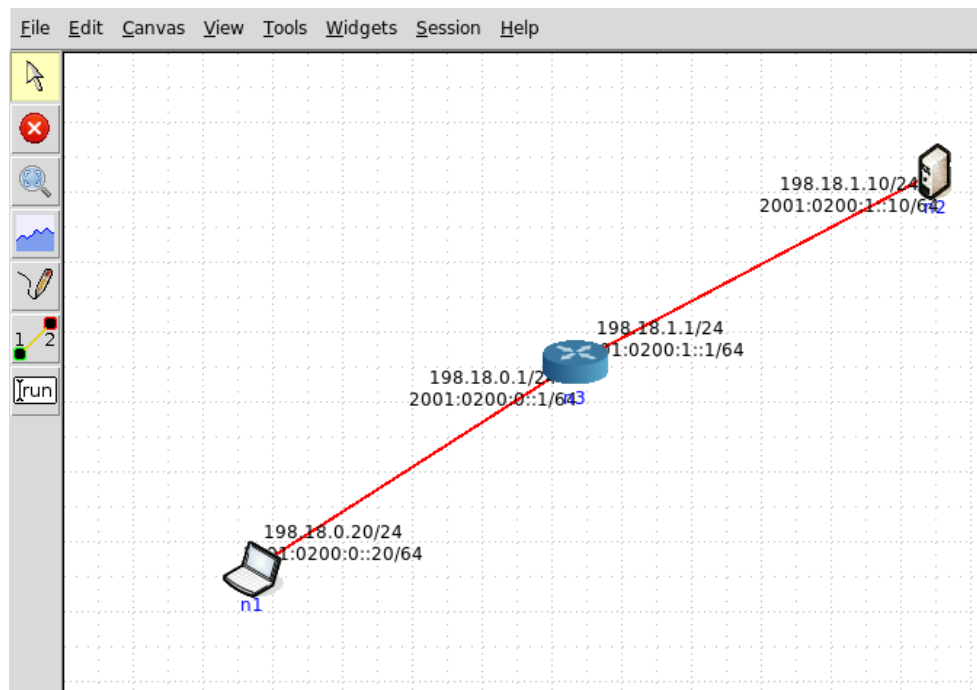 File Edit Canvas View Tools Widgets Session Help
198.18.1.10/24
2001:0200:1::10/64
n2
198.18.1.1/24
01:0200:1::1/64
198.18.0.1/24
2001:0200:0::1/64
n3
1 2
run
198.18.0.20/24
01:0200:0::20/64
n1